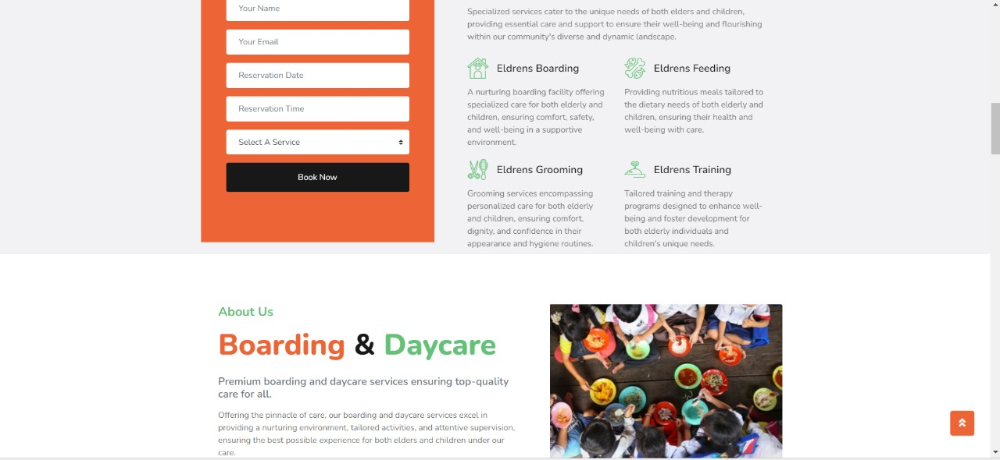 Your Name
Your Email
Reservation Date
Reservation Time
Select A Service
Book Now
Specialized services cater to the unique needs of both elders and children,
providing essential care and support to ensure their well-being and flourishing
within our community's diverse and dynamic landscape.
Eldrens Boarding
A nurturing boarding facility offering
specialized care for both elderly and
children, ensuring comfort, safety,
and well-being in a supportive
environment.
Eldrens Feeding
Providing nutritious meals tailored to
the dietary needs of both elderly and
children, ensuring their health and
well-being with care.
Eldrens Grooming
Grooming services encompassing
personalized care for both elderly
and children, ensuring comfort,
dignity, and confidence in their
appearance and hygiene routines.
Eldrens Training
Tailored training and therapy
programs designed to enhance well-
being and foster development for
both elderly individuals and
children's unique needs.
About Us
Boarding & Daycare
Premium boarding and daycare services ensuring top-quality
care for all.
Offering the pinnacle of care, our boarding and daycare services excel in
providing a nurturing environment, tailored activities, and attentive supervision,
ensuring the best possible experience for both elders and children under our
care.